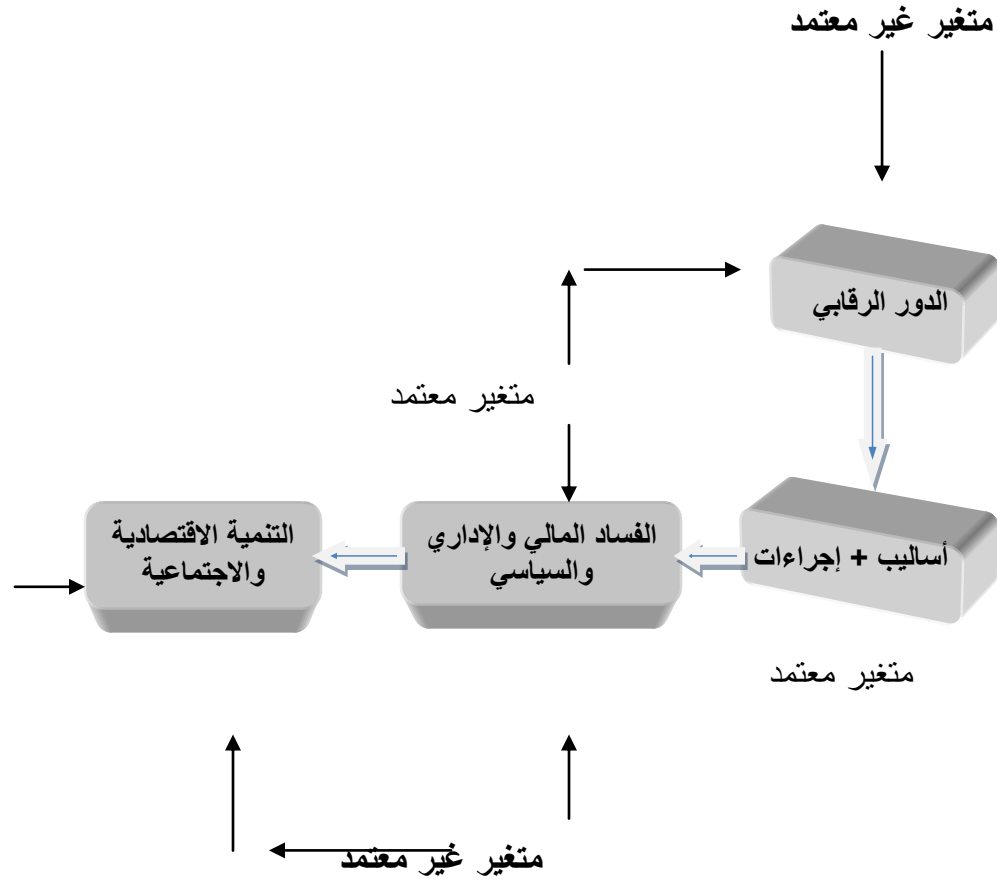 متغير غير معتمد
الدور الرقابي
متغير معتمد
أساليب + إجراءات
الفساد المالي والإداري
والسياسي
التنمية الاقتصادية
والاجتماعية
متغير معتمد
متغير غير معتمد